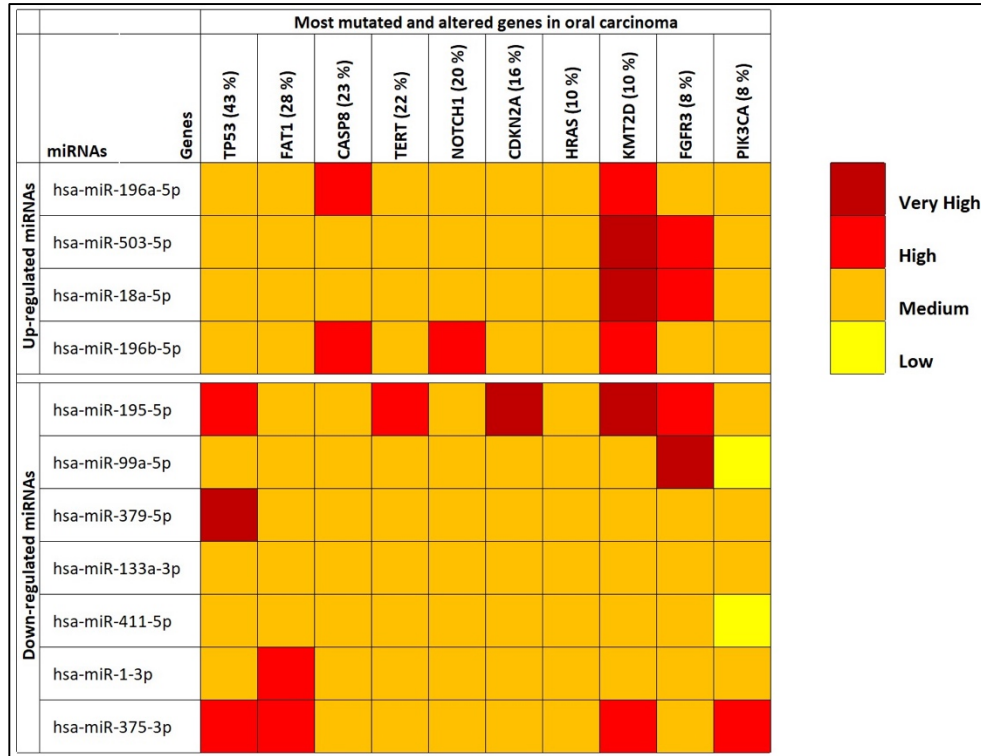 Most mutated and altered genes in oral carcinoma
miRNAs
Genes
TP53 (43 %)
FAT1 (28 %)
CASP8 (23 %)
TERT (22 %)
NOTCH1 (20 %)
CDKN2A (16 %)
HRAS (10 %)
KMT2D (10 %)
FGFR3 (8 %)
PIK3CA (8 %)
Up-regulated miRNAs
hsa-miR-196a-5p
hsa-miR-503-5p
hsa-miR-18a-5p
hsa-miR-196b-5p
Down-regulated miRNAs
hsa-miR-195-5p
hsa-miR-99a-5p
hsa-miR-379-5p
hsa-miR-133a-3p
hsa-miR-411-5p
hsa-miR-1-3p
hsa-miR-375-3p
Very High
High
Medium
Low